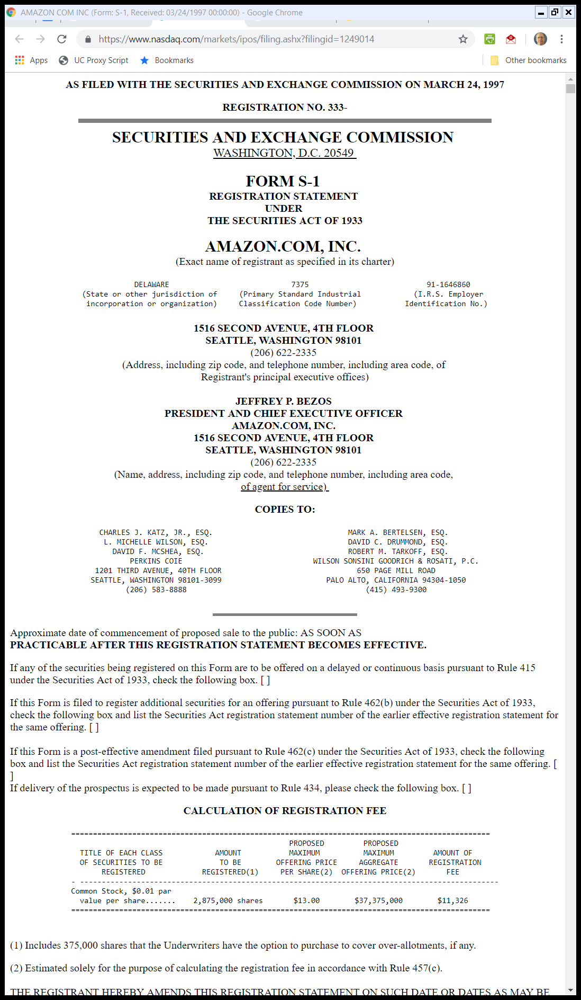 AMAZON COM INC (Form: S-1, Received: 03/24/1997 00:00:00) - Google Chrome
https://www.nasdaq.com/markets/ipos/filing.ashx?filingid=1249014
Apps UC Proxy Script Bookmarks Other bookmarks
AS FILED WITH THE SECURITIES AND EXCHANGE COMMISSION ON MARCH 24, 1997
REGISTRATION NO. 333-
SECURITIES AND EXCHANGE COMMISSION
WASHINGTON, D.C. 20549
FORM S-1
REGISTRATION STATEMENT
UNDER
THE SECURITIES ACT OF 1933
AMAZON.COM, INC.
(Exact name of registrant as specified in its charter)
DELAWARE 7375 91-1646860
(State or other jurisdiction of (Primary Standard Industrial (I.R.S. Employer
incorporation or organization) Classification Code Number) Identification No.)
1516 SECOND AVENUE, 4TH FLOOR
SEATTLE, WASHINGTON 98101
(206) 622-2335
(Address, including zip code, and telephone number, including area code, of
Registrant's principal executive offices)
JEFFREY P. BEZOS
PRESIDENT AND CHIEF EXECUTIVE OFFICER
AMAZON.COM, INC.
1516 SECOND AVENUE, 4TH FLOOR
SEATTLE, WASHINGTON 98101
(206) 622-2335
(Name, address, including zip code, and telephone number, including area code,
of agent for service)
COPIES TO:
CHARLES J. KATZ, JR., ESQ. MARK A. BERTELSEN, ESQ.
L. MICHELLE WILSON, ESQ. DAVID C. DRUMMOND, ESQ.
DAVID F. MCSHEA, ESQ. ROBERT M. TARKOFF, ESQ.
PERKINS COIE WILSON SONSINI GOODRICH & ROSATI, P.C.
1201 THIRD AVENUE, 40TH FLOOR 650 PAGE MILL ROAD
SEATTLE, WASHINGTON 98101-3099 PALO ALTO, CALIFORNIA 94304-1050
(206) 583-8888 (415) 493-9300
Approximate date of commencement of proposed sale to the public: AS SOON AS
PRACTICABLE AFTER THIS REGISTRATION STATEMENT BECOMES EFFECTIVE.
If any of the securities being registered on this Form are to be offered on a delayed or continuous basis pursuant to Rule 415
under the Securities Act of 1933, check the following box. [ ]
If this Form is filed to register additional securities for an offering pursuant to Rule 462(b) under the Securities Act of 1933,
check the following box and list the Securities Act registration statement number of the earlier effective registration statement for
the same offering. [ ]
If this Form is a post-effective amendment filed pursuant to Rule 462(c) under the Securities Act of 1933, check the following
box and list the Securities Act registration statement number of the earlier effective registration statement for the same offering. [
]
If delivery of the prospectus is expected to be made pursuant to Rule 434, please check the following box. [ ]
CALCULATION OF REGISTRATION FEE
PROPOSED PROPOSED
TITLE OF EACH CLASS AMOUNT MAXIMUM MAXIMUM AMOUNT OF
OF SECURITIES TO BE TO BE OFFERING PRICE AGGREGATE REGISTRATION
REGISTERED REGISTERED(1) PER SHARE(2) OFFERING PRICE(2) FEE
Common Stock, $0.01 par
value per share....... 2,875,000 shares $13.00 $37,375,000 $11,326
(1) Includes 375,000 shares that the Underwriters have the option to purchase to cover over-allotments, if any.
(2) Estimated solely for the purpose of calculating the registration fee in accordance with Rule 457(c).
THE REGISTRANT HEREBY AMENDS THIS REGISTRATION STATEMENT ON SUCH DATE OR DATES AS MAY BE